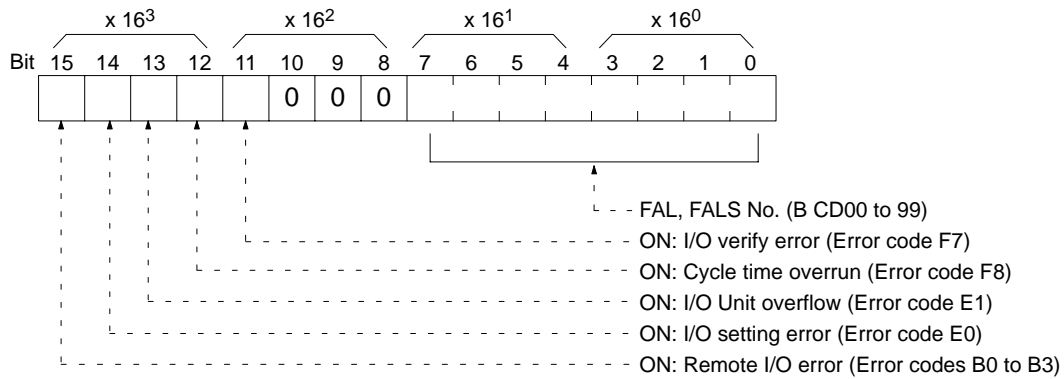 x 16³ x 16² x 16¹ x 16⁰
Bit 15 14 13 12 11 10 9 8 7 6 5 4 3 2 1 0
0 0 0
FAL, FALS No. (B CD00 to 99)
ON: I/O verify error (Error code F7)
ON: Cycle time overrun (Error code F8)
ON: I/O Unit overflow (Error code E1)
ON: I/O setting error (Error code E0)
ON: Remote I/O error (Error codes B0 to B3)